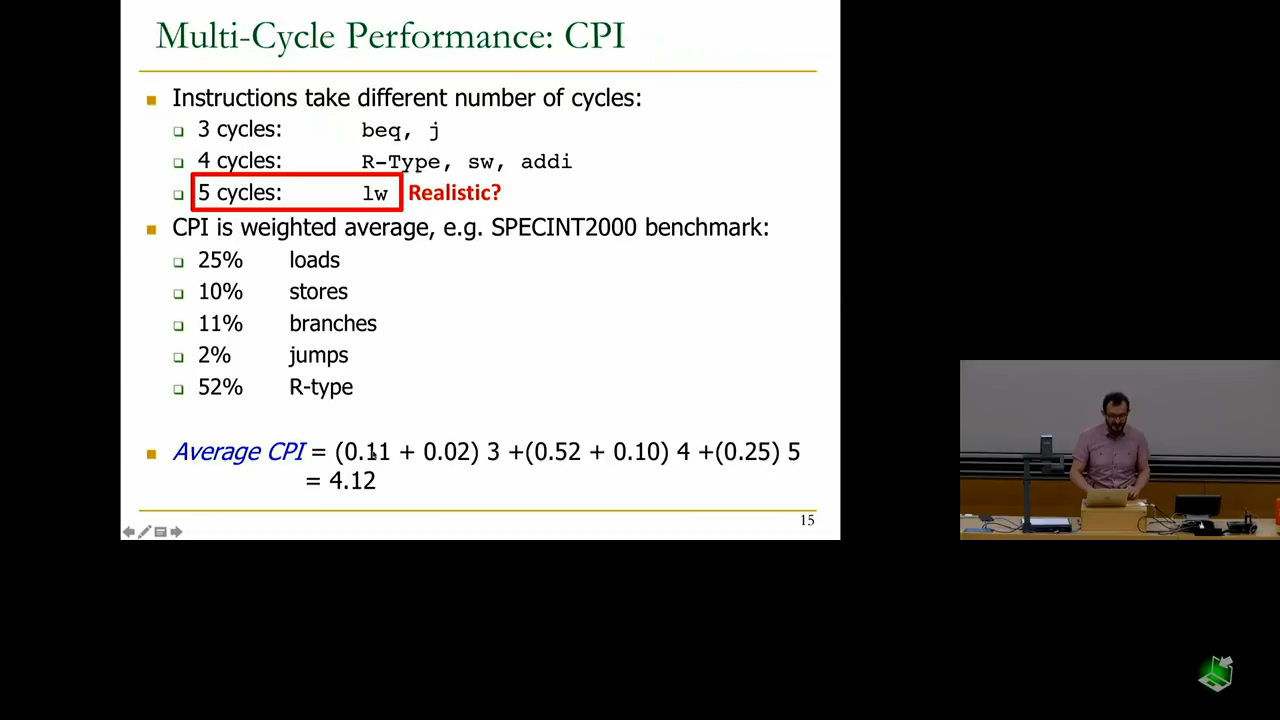 Multi-Cycle Performance: CPI
Instructions take different number of cycles:
3 cycles: beq, j
4 cycles: R-Type, sw, addi
5 cycles: lw Realistic?
CPI is weighted average, e.g. SPECINT2000 benchmark:
25% loads
10% stores
11% branches
2% jumps
52% R-type
Average CPI = (0.11 + 0.02) 3 +(0.52 + 0.10) 4 +(0.25) 5
= 4.12
15